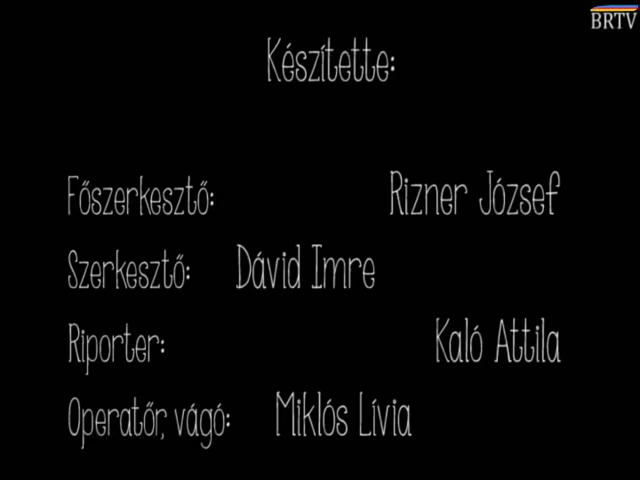 BRTV
Készítette:
Főszerkesztő: Rizner József
Szerkesztő: Dávid Imre
Riporter: Kaló Attila
Operatőr, vágó: Miklós Lívia